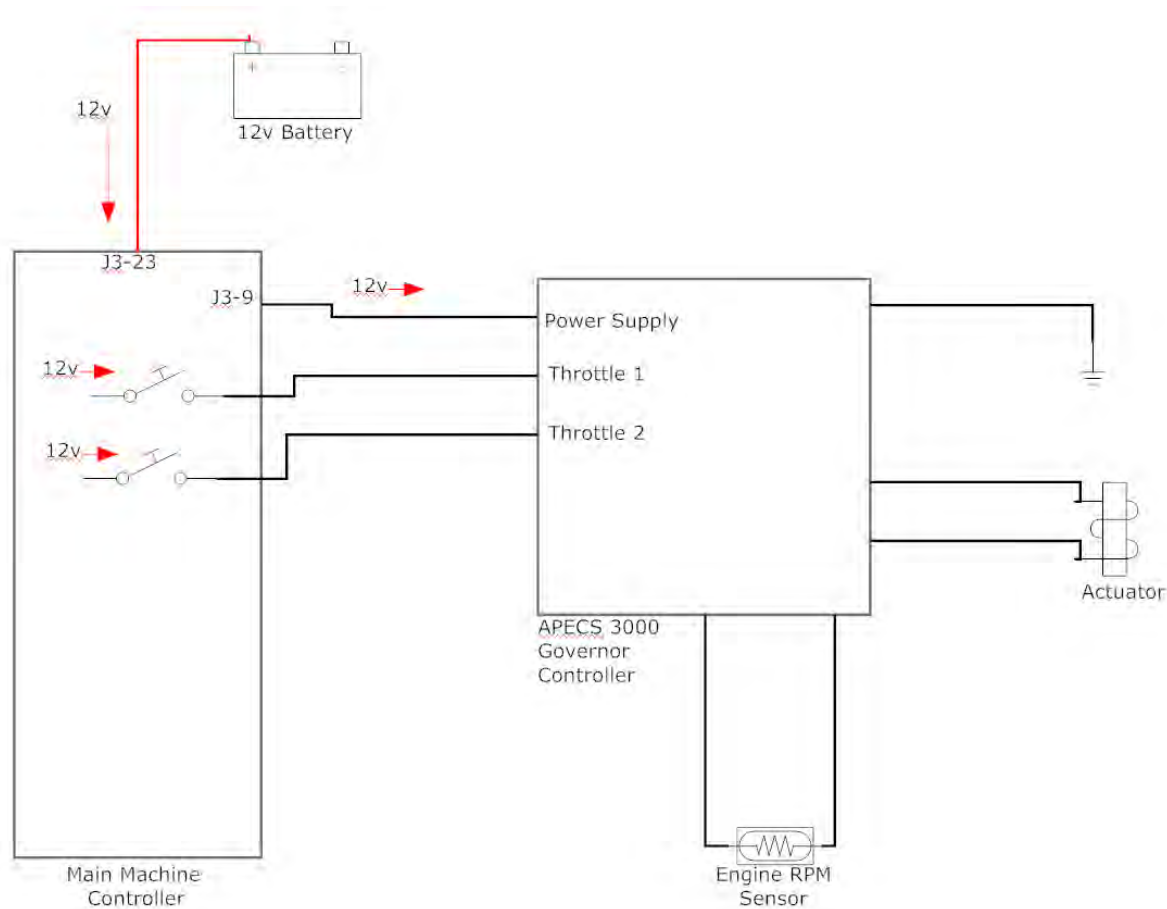 12v
+
12v Battery
J3-23
J3-9
12v
Power Supply
12v
Throttle 1
12v
Throttle 2
Actuator
APECS 3000
Governor
Controller
Main Machine
Controller
Engine RPM
Sensor